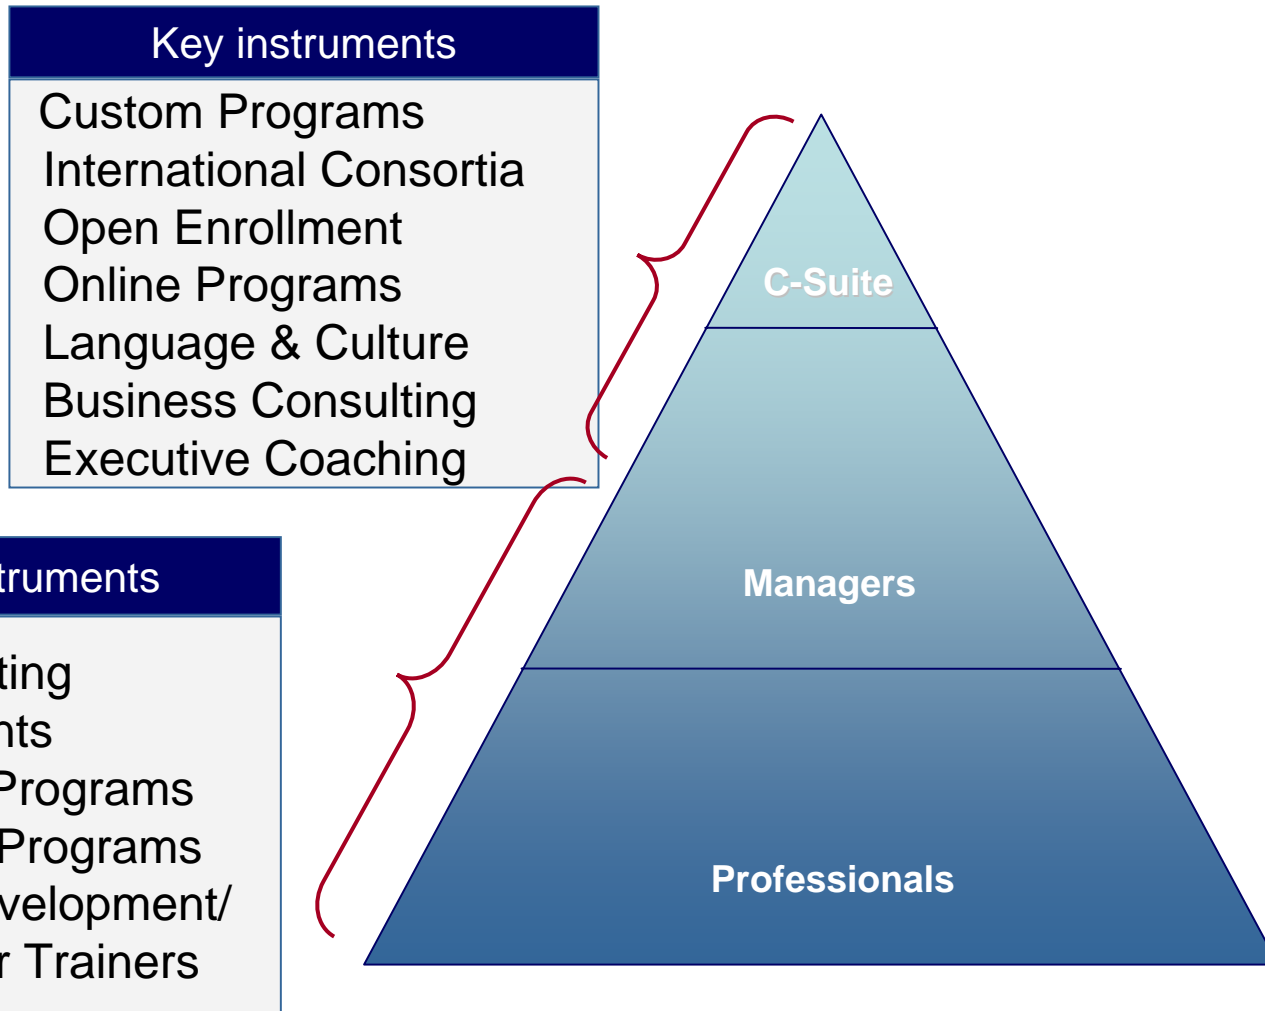 Key instruments
Custom Programs
International Consortia
Open Enrollment
Online Programs
Language & Culture
Business Consulting
Executive Coaching
C-Suite
Managers
Professionals
truments
ting
nts
Programs
Programs
velopment/
r Trainers